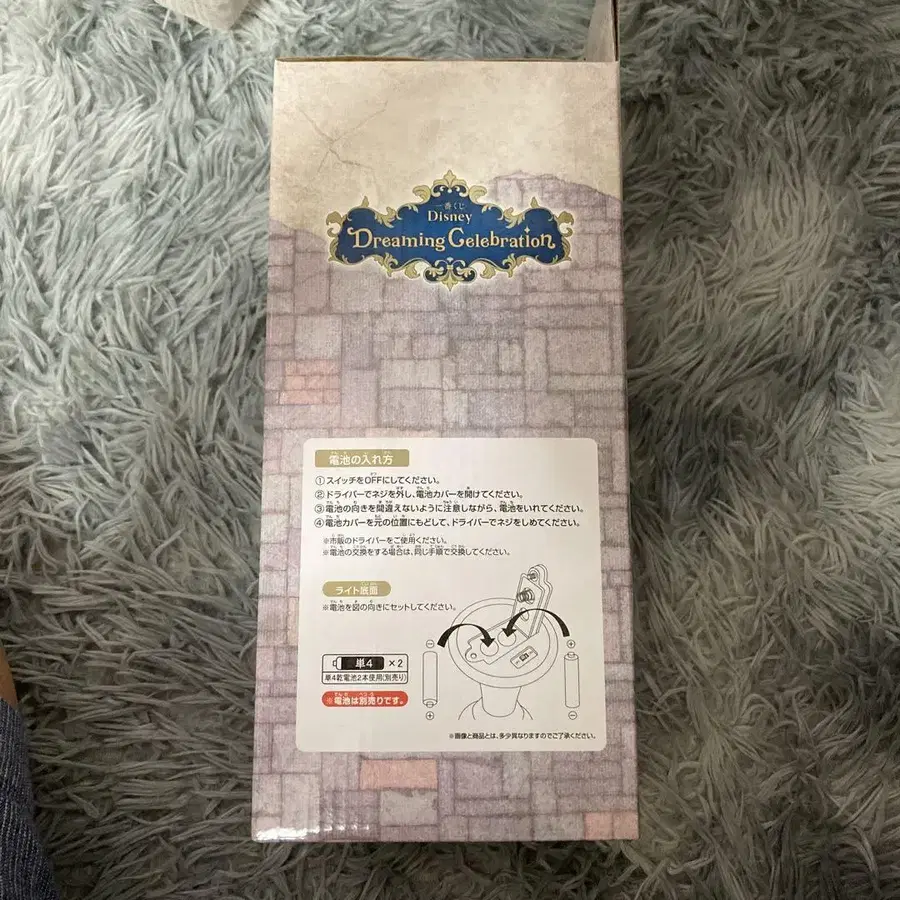 一番くじ
Disney
Dreaming Celebration
電池の入れ方
①スイッチをOFFにしてください。
②ドライバーでネジを外し、電池カバーを開けてください。
③電池の向きを間違えないように注意しながら、電池をいれてください。
④電池カバーを元の位置にもどして、ドライバーでネジをしめてください。
※市販のドライバーをご使用ください。
※電池の交換をする場合は、同じ手順で交換してください。
ライト底面
※電池を図の向きにセットしてください。
単4 ×2
単4乾電池2本使用(別売り)
※電池は別売りです。
※画像と商品とは、多少異なりますのでご了承ください。